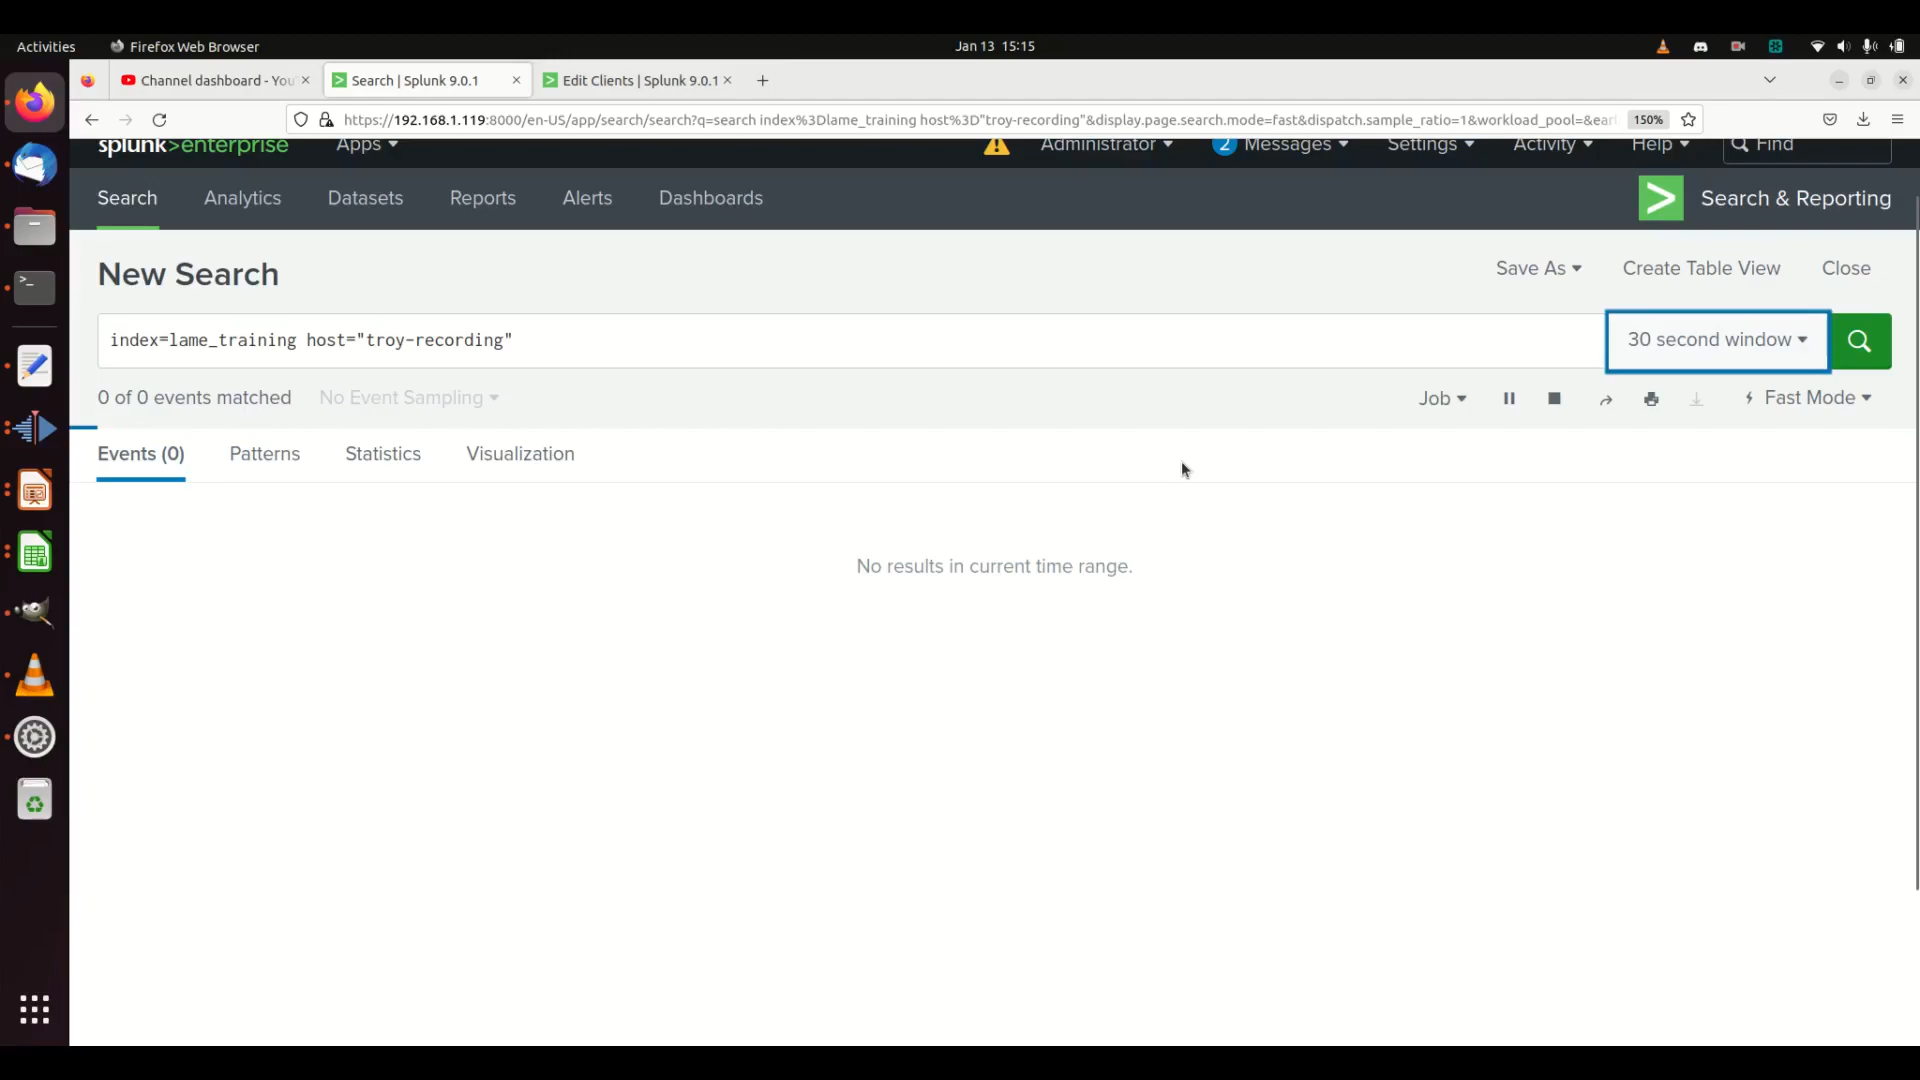 Activities Firefox Web Browser Jan 13 15:15
Channel dashboard - You Search | Splunk 9.0.1 Edit Clients | Splunk 9.0.1
https://192.168.1.119:8000/en-US/app/search/search?q=search index%3Dlame_training host%3D"troy-recording"&display.page.search.mode=fast&dispatch.sample_ratio=1&workload_pool=&earl 150%
splunk>enterprise Apps Administrator 2 Messages Settings Activity Help Find
Search Analytics Datasets Reports Alerts Dashboards > Search & Reporting
New Search Save As Create Table View Close
index=lame_training host="troy-recording" 30 second window
0 of 0 events matched No Event Sampling Job Fast Mode
Events (0) Patterns Statistics Visualization
No results in current time range.